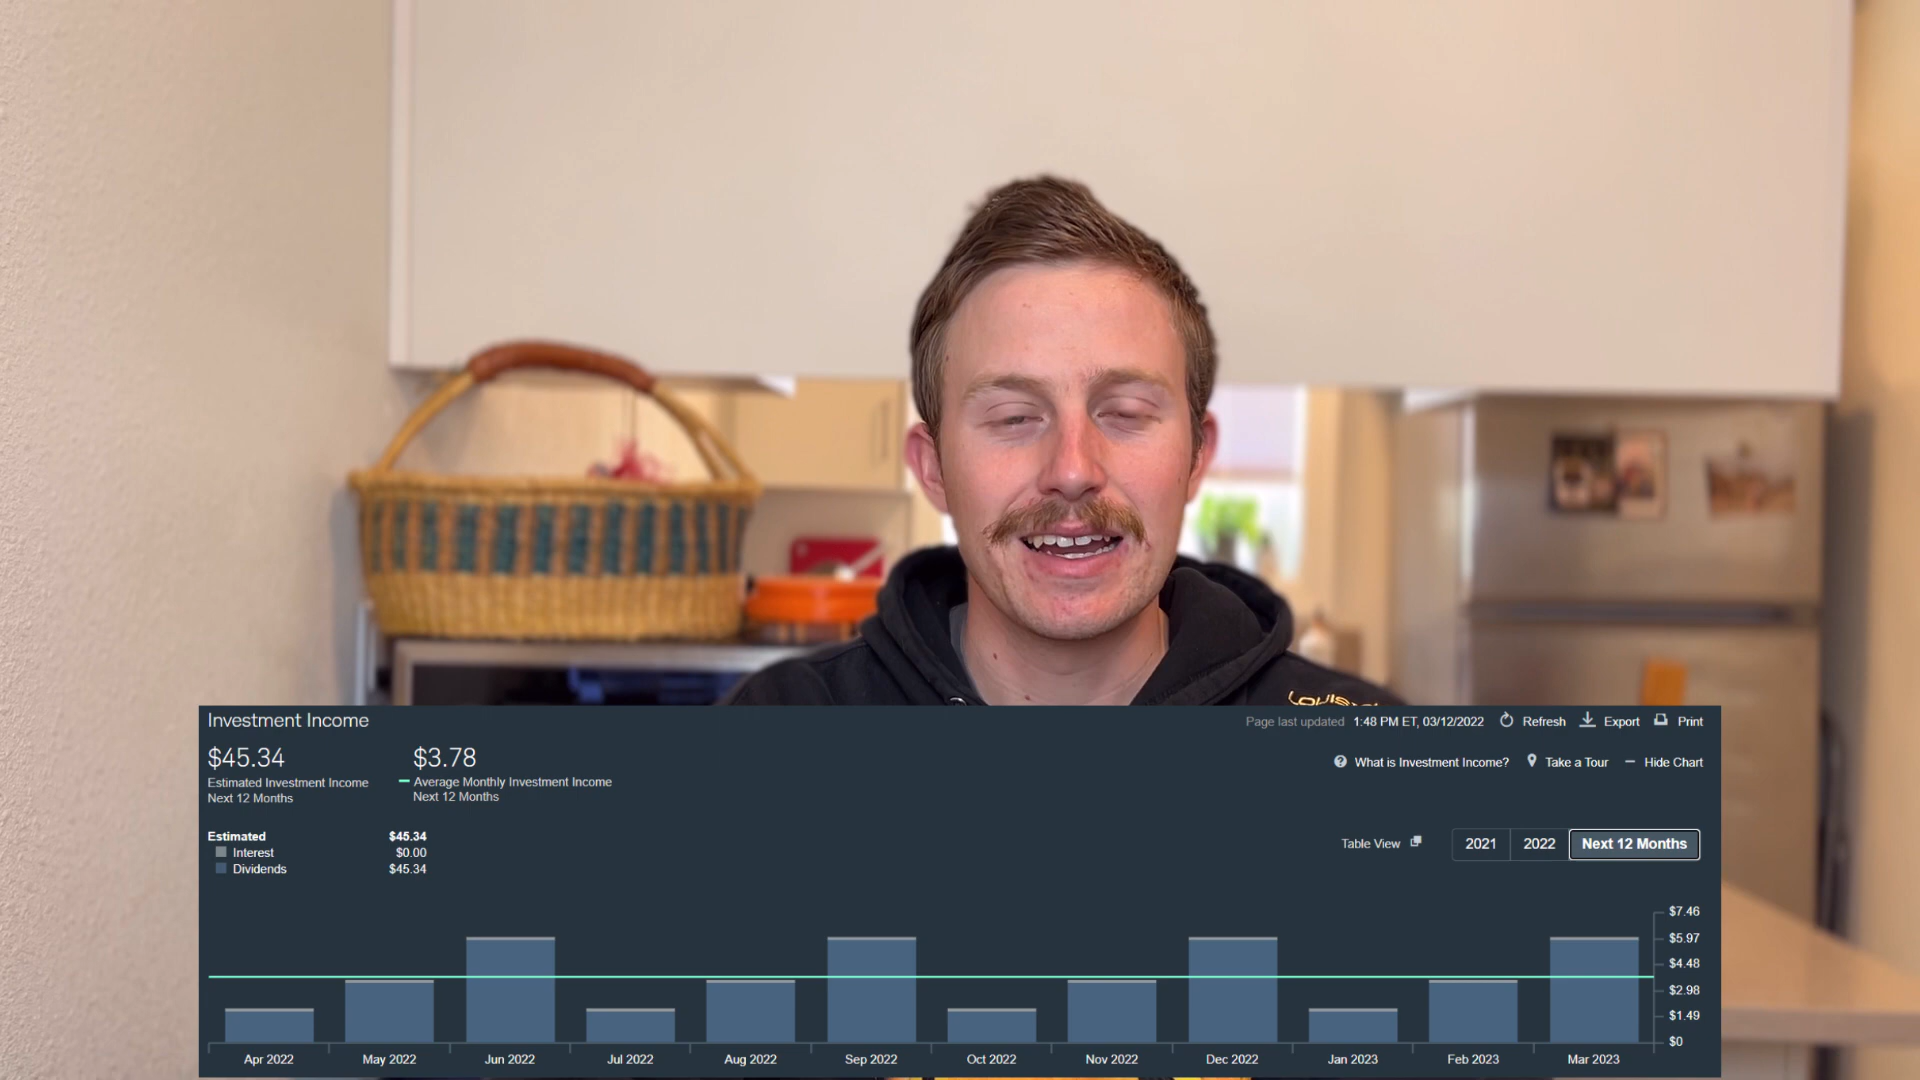 LOUIS
Investment Income
Page last updated 1:48 PM ET, 03/12/2022 Refresh Export Print
$45.34 $3.78
Estimated Investment Income
Next 12 Months
Average Monthly Investment Income
Next 12 Months
What is Investment Income? Take a Tour Hide Chart
Estimated $45.34
Interest $0.00
Dividends $45.34
Table View 2021 2022 Next 12 Months
$7.46
$5.97
$4.48
$2.98
$1.49
$0
Apr 2022 May 2022 Jun 2022 Jul 2022 Aug 2022 Sep 2022 Oct 2022 Nov 2022 Dec 2022 Jan 2023 Feb 2023 Mar 2023